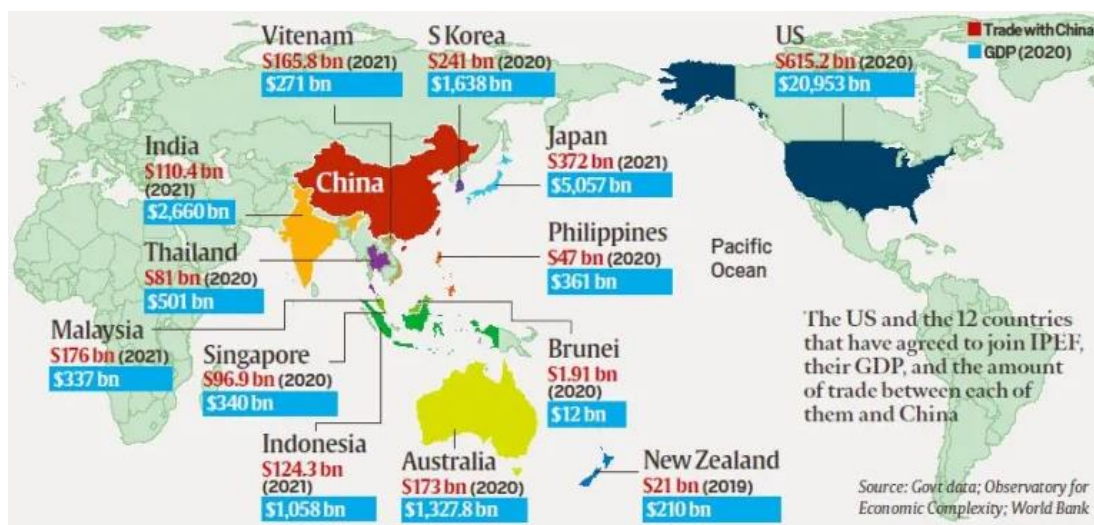 Vitenam
$165.8 bn (2021)
$271 bn
S Korea
$241 bn (2020)
$1,638 bn
US
$615.2 bn (2020)
$20,953 bn
Trade with China
GDP (2020)
India
$110.4 bn
(2021)
$2,660 bn
China
Japan
$372 bn (2021)
$5,057 bn
Thailand
$81 bn (2020)
$501 bn
Philippines
$47 bn (2020)
$361 bn
Pacific
Ocean
Malaysia
$176 bn (2021)
$337 bn
Singapore
$96.9 bn (2020)
$340 bn
Brunei
$1.91 bn
(2020)
$12 bn
The US and the 12 countries
that have agreed to join IPEF,
their GDP, and the amount
of trade between each of
them and China
Indonesia
$124.3 bn
(2021)
$1,058 bn
Australia
$173 bn (2020)
$1,327.8 bn
New Zealand
$21 bn (2019)
$210 bn
Source: Govt data; Observatory for
Economic Complexity; World Bank